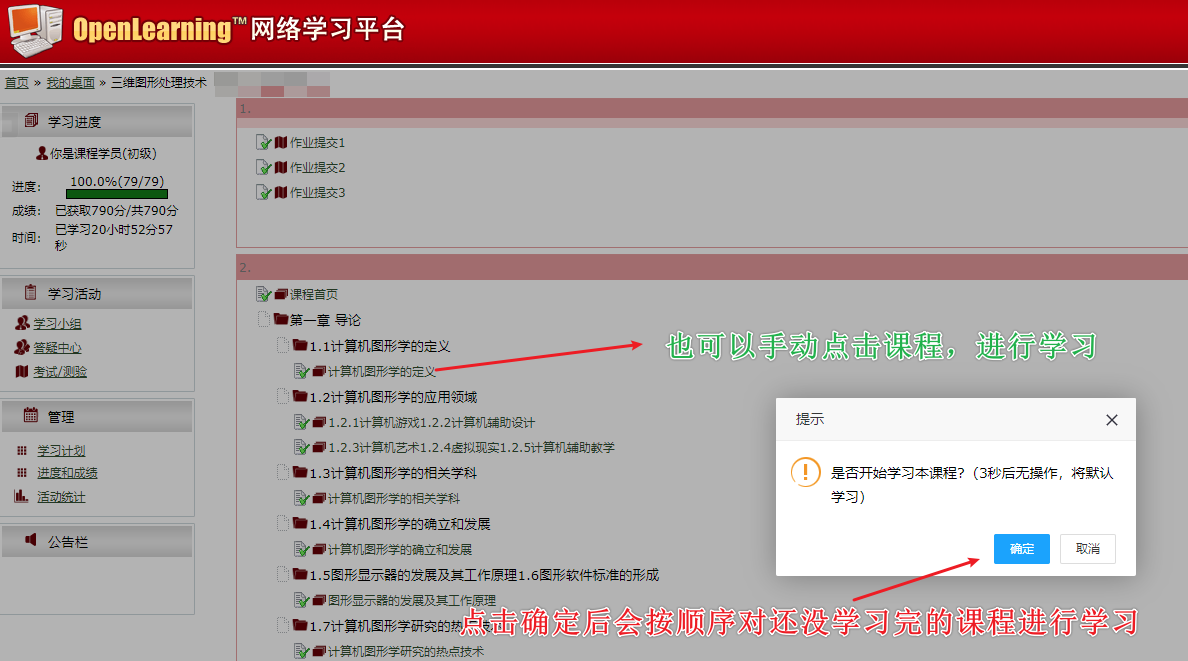 OpenLearning™网络学习平台
首页 » 我的桌面 » 三维图形处理技术
学习进度
你是课程学员(初级)
进度: 100.0%(79/79)
成绩: 已获取790分/共790分
时间: 已学习20小时52分57
秒
学习活动
学习小组
答疑中心
考试/测验
管理
学习计划
进度和成绩
活动统计
公告栏
1.
作业提交1
作业提交2
作业提交3
2.
课程首页
第一章 导论
1.1计算机图形学的定义
计算机图形学的定义
1.2计算机图形学的应用领域
1.2.1计算机游戏1.2.2计算机辅助设计
1.2.3计算机艺术1.2.4虚拟现实1.2.5计算机辅助教学
1.3计算机图形学的相关学科
计算机图形学的相关学科
1.4计算机图形学的确立和发展
计算机图形学的确立和发展
1.5图形显示器的发展及其工作原理1.6图形软件标准的形成
图形显示器的发展及其工作原理
1.7计算机图形学研究的热点技术
计算机图形学研究的热点技术
也可以手动点击课程，进行学习
提示
是否开始学习本课程?（3秒后无操作，将默认
学习）
确定
取消
点击确定后会按顺序对还没学习完的课程进行学习